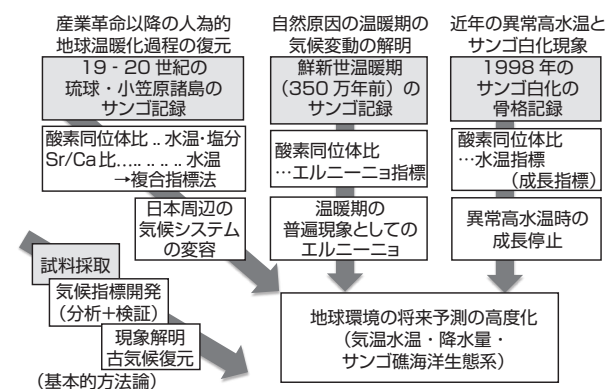 産業革命以降の人為的
地球温暖化過程の復元
19 - 20 世紀の
琉球・小笠原諸島の
サンゴ記録
酸素同位体比 .. 水温・塩分
Sr/Ca 比..... .. .. .. 水温
→複合指標法
日本周辺の
気候システム
の変容
自然原因の温暖期の
気候変動の解明
鮮新世温暖期
（350 万年前）の
サンゴ記録
酸素同位体比
…エルニーニョ指標
温暖期の
普遍現象としての
エルニーニョ
近年の異常高水温と
サンゴ白化現象
1998 年の
サンゴ白化の
骨格記録
酸素同位体比
…水温指標
（成長指標）
異常高水温時の
成長停止
試料採取
気候指標開発
（分析＋検証）
現象解明
古気候復元
（基本的方法論）
地球環境の将来予測の高度化
（気温水温・降水量・
サンゴ礁海洋生態系）